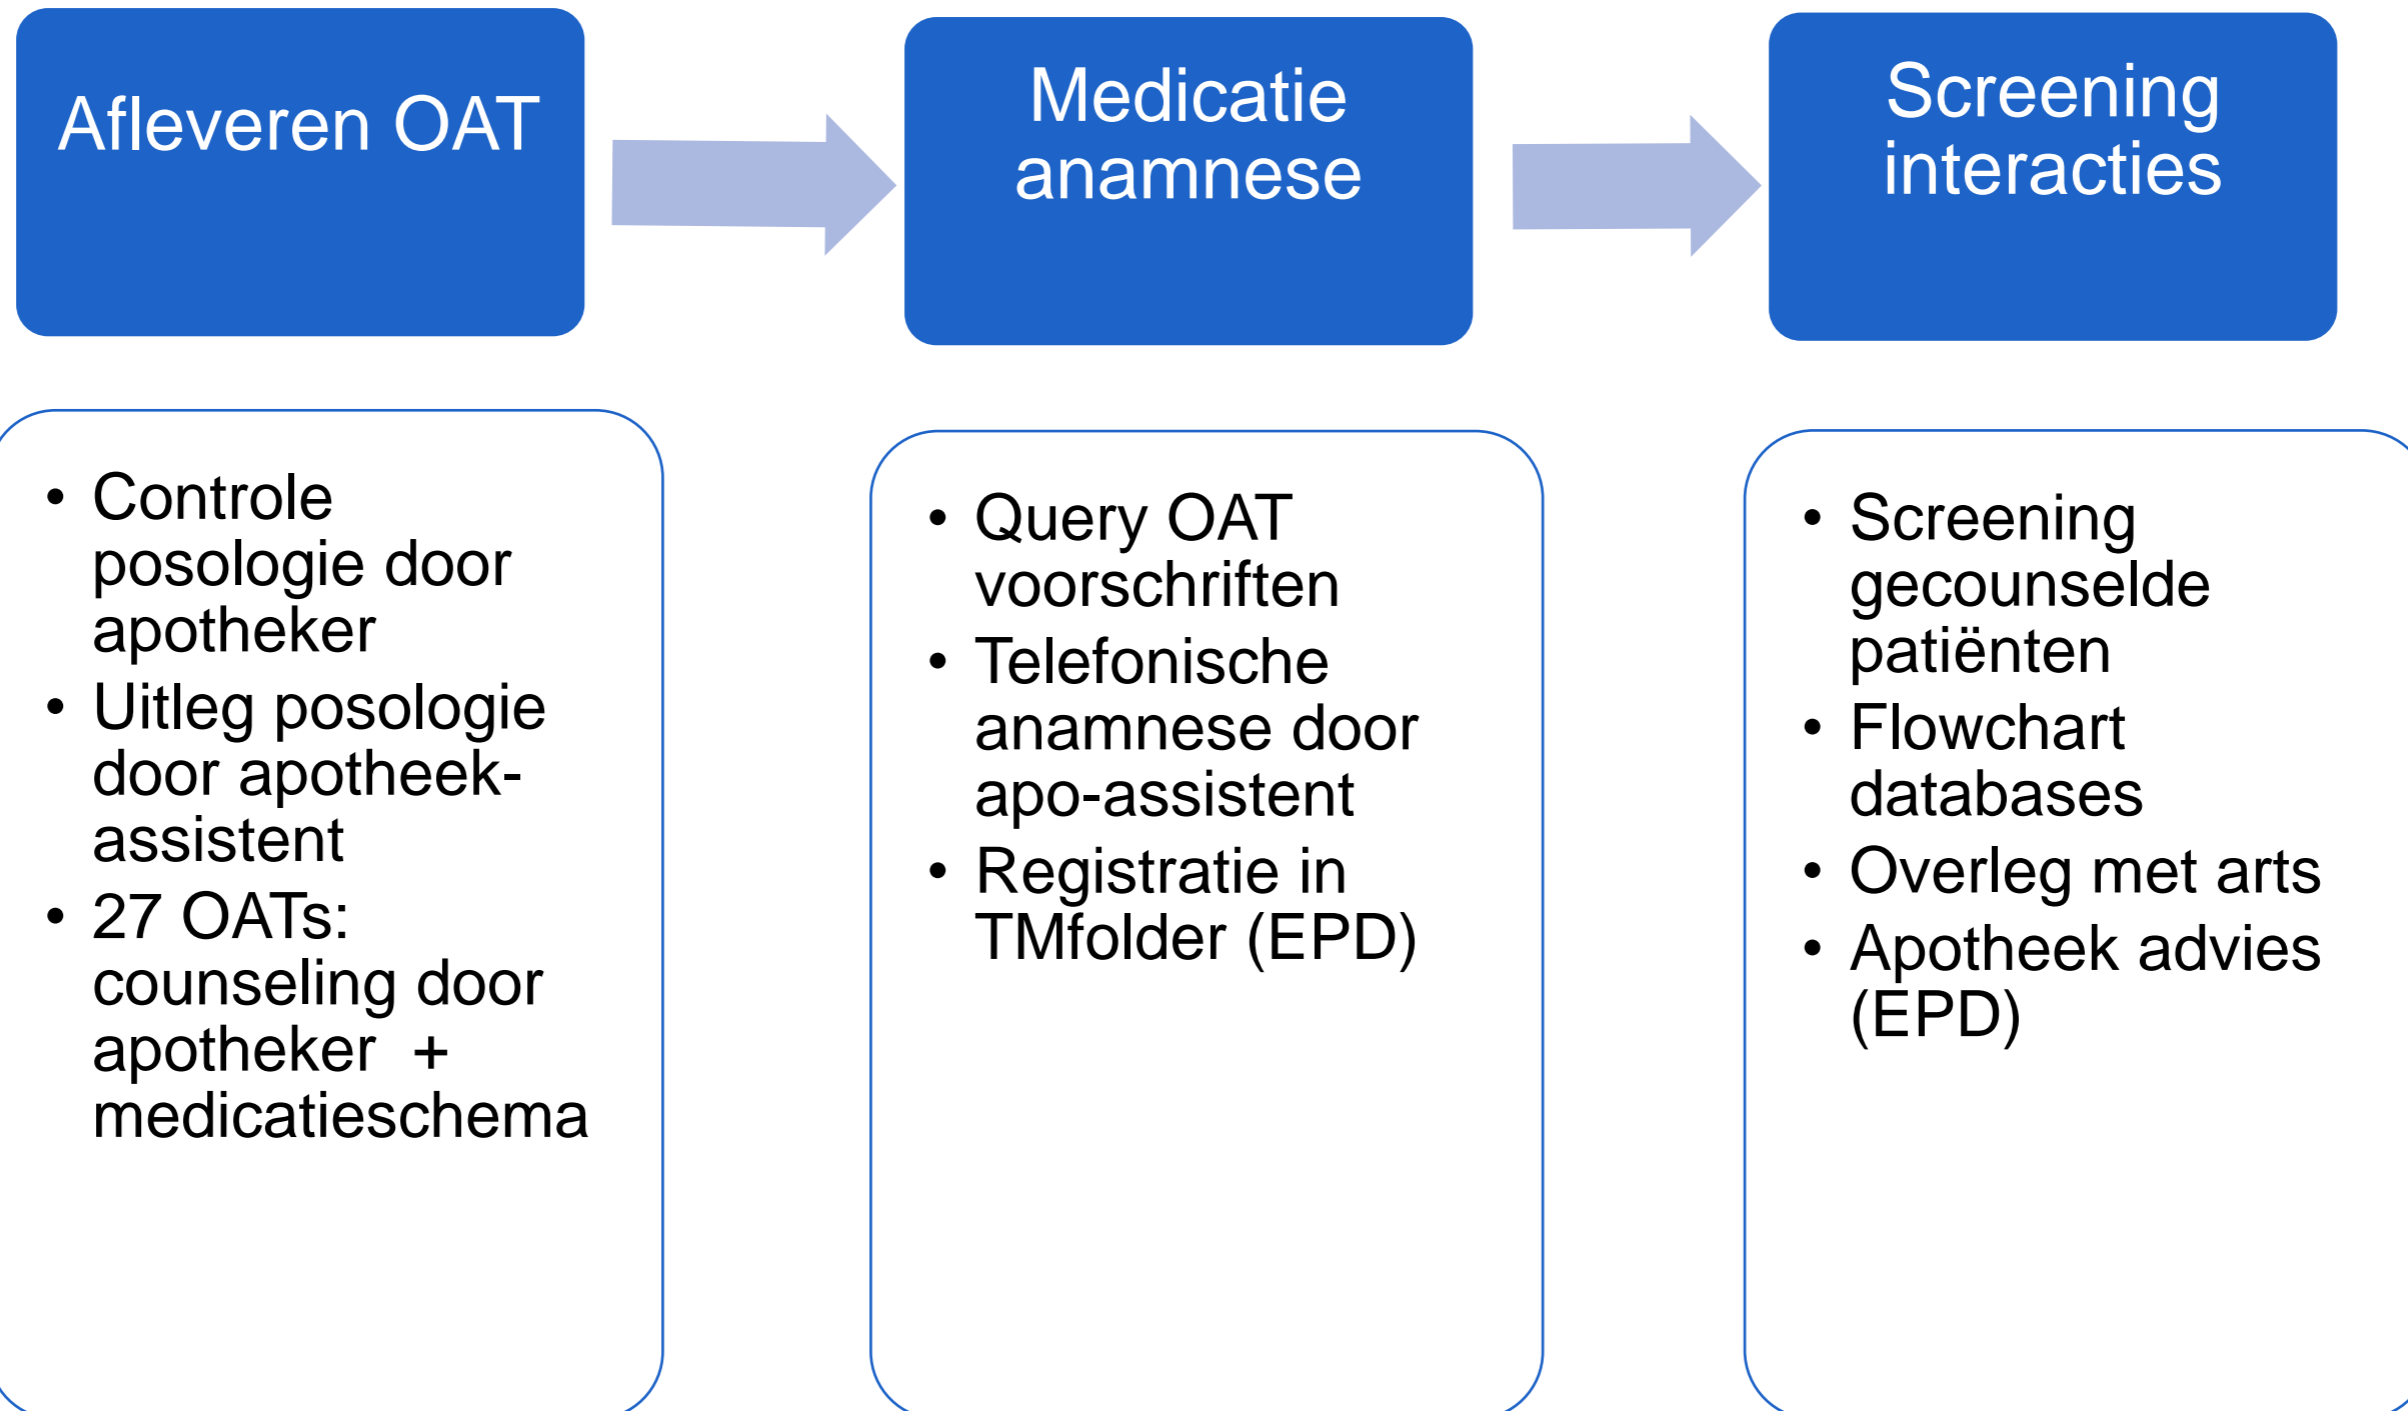 Afleveren OAT
Medicatie
anamnese
Screening
interacties
• Controle
posologie door
apotheker
• Uitleg posologie
door apotheek-
assistent
• 27 OATs:
counseling door
apotheker +
medicatieschema
• Query OAT
voorschriften
• Telefonische
anamnese door
apo-assistent
• Registratie in
TMfolder (EPD)
• Screening
gecounselde
patiënten
• Flowchart
databases
• Overleg met arts
• Apotheek advies
(EPD)